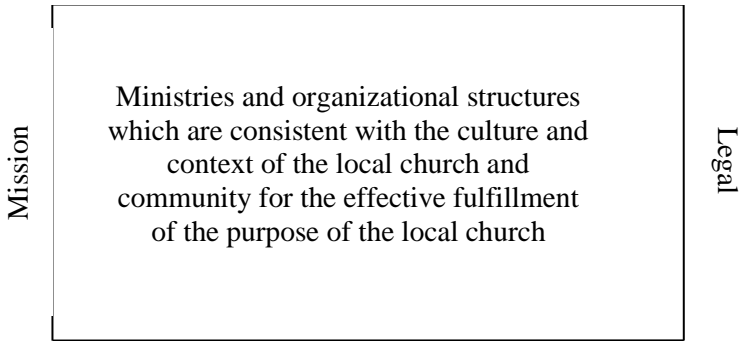 Mission
Ministries and organizational structures
which are consistent with the culture and
context of the local church and
community for the effective fulfillment
of the purpose of the local church
Legal